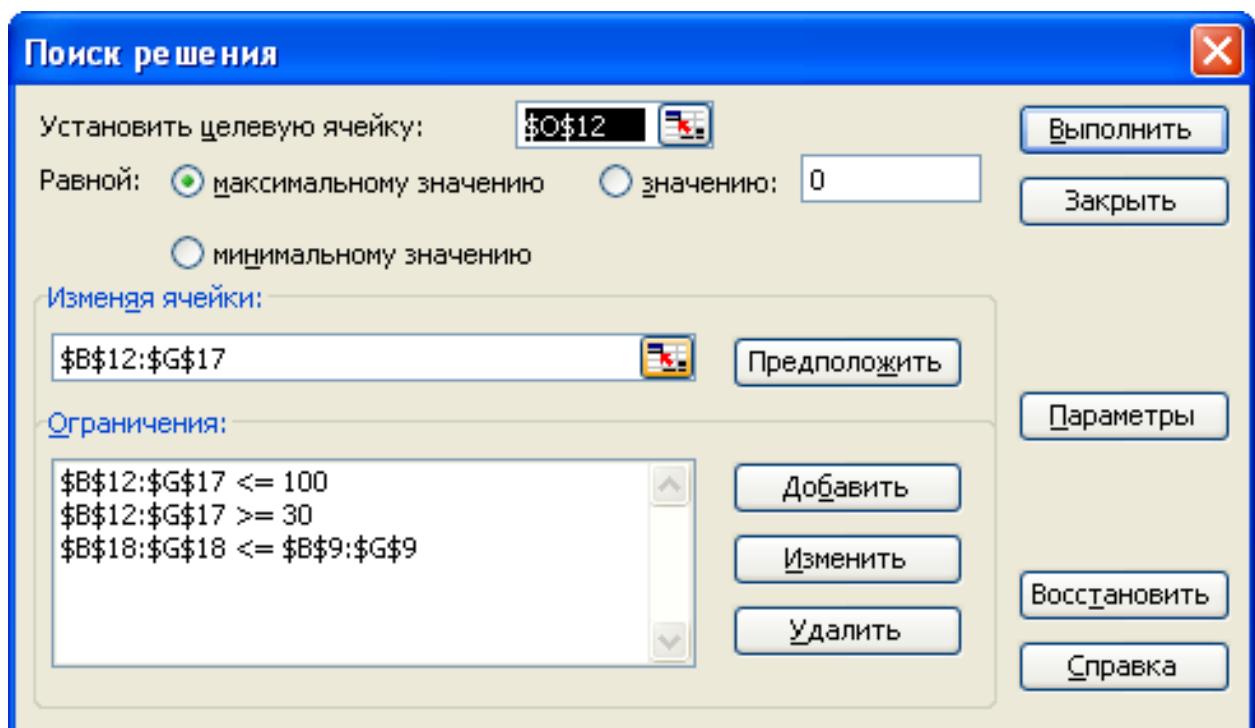 Поиск решения
Установить целевую ячейку: $O$12
Выполнить
Равной: максимальному значению значению: 0
Закрыть
минимальному значению
Изменяя ячейки:
$B$12:$G$17 Предположить
Параметры
Ограничения:
$B$12:$G$17 <= 100
$B$12:$G$17 >= 30
$B$18:$G$18 <= $B$9:$G$9
Добавить
Изменить
Удалить
Восстановить
Справка